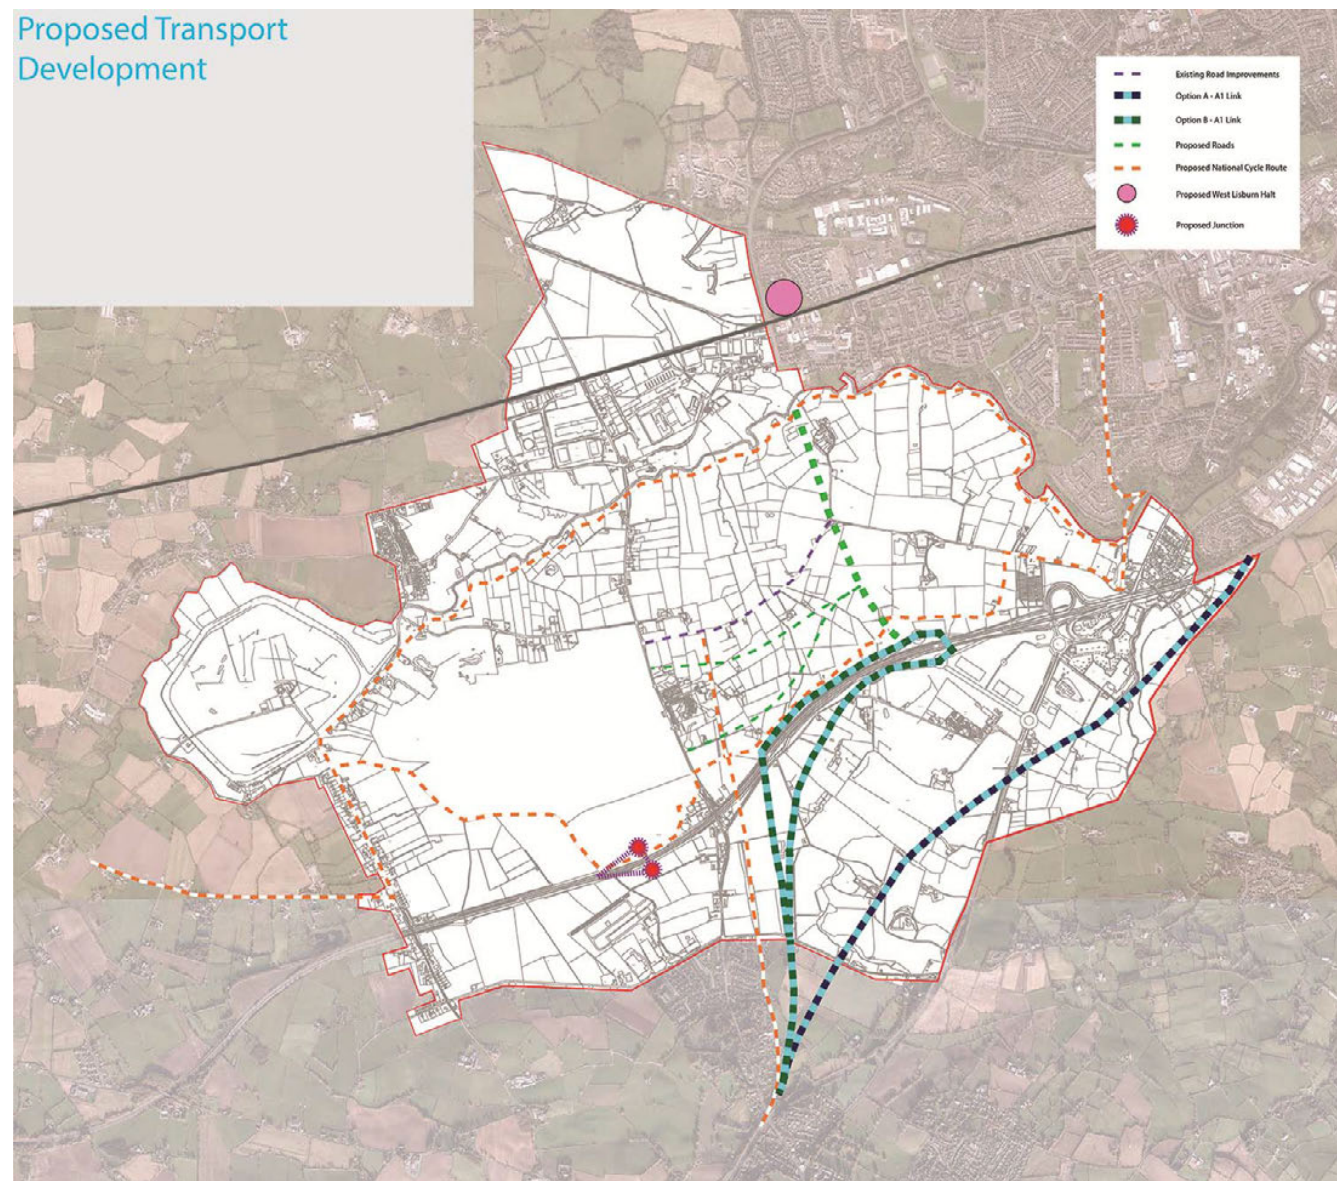 Proposed Transport
Development
Existing Road Improvements
Option A - A1 Link
Option B - A1 Link
Proposed Roads
Proposed National Cycle Route
Proposed West Lisburn Halt
Proposed Junction